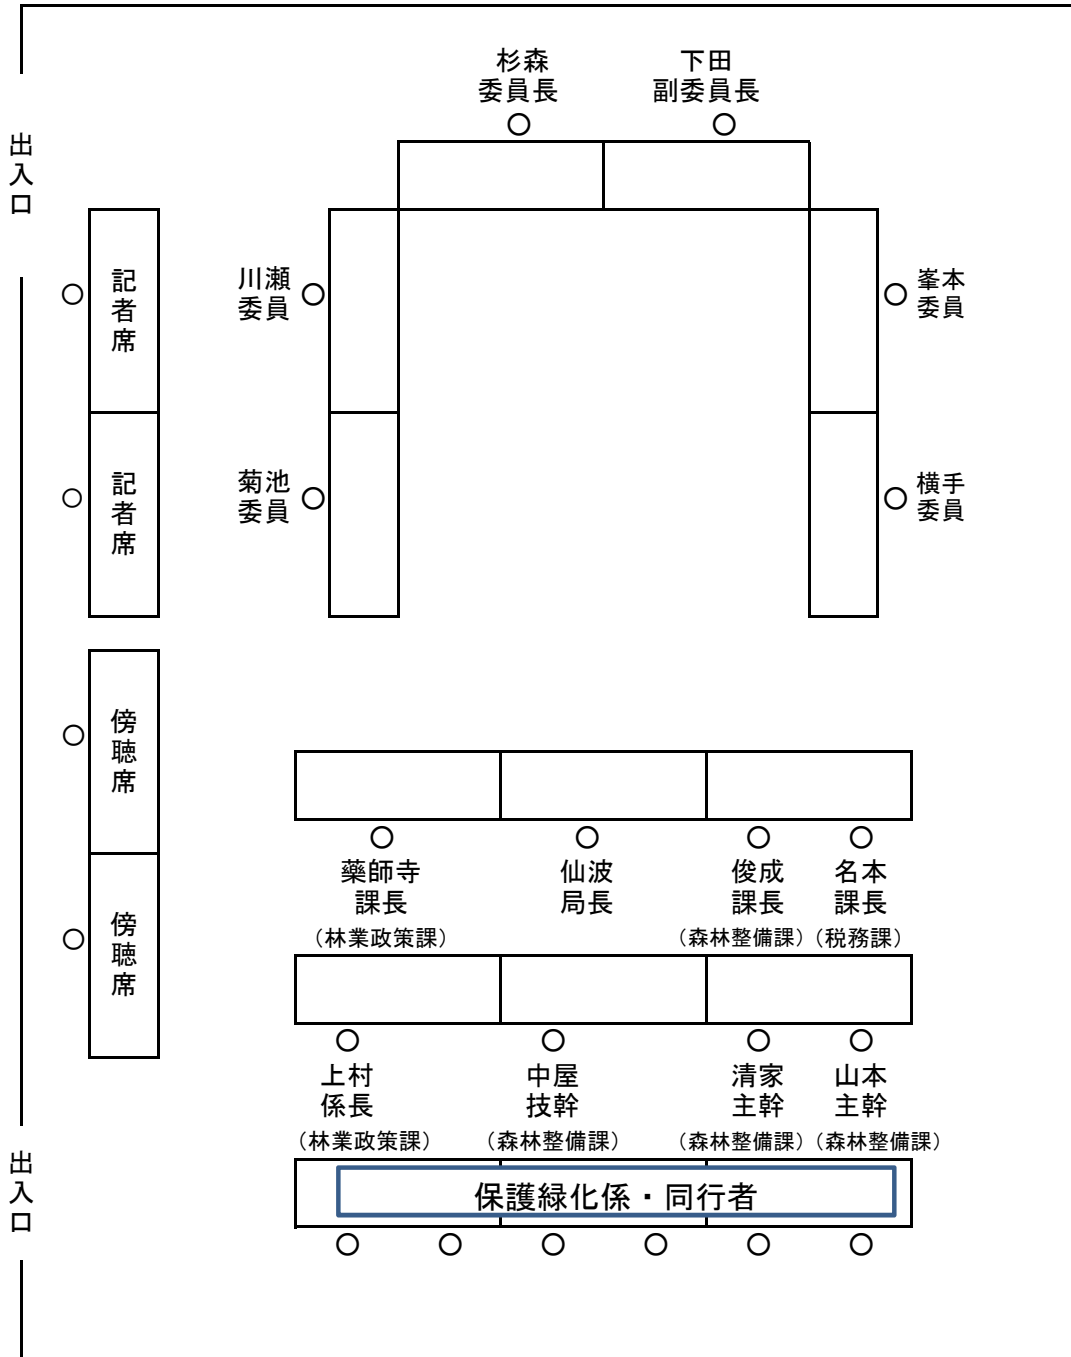 杉森
委員長
下田
副委員長
出入口
記者席
川瀬
委員
峯本
委員
記者席
菊池
委員
横手
委員
傍聴席
傍聴席
藥師寺
課長
（林業政策課）
仙波
局長
俊成
課長
（森林整備課）
名本
課長
（税務課）
上村
係長
（林業政策課）
中屋
技幹
（森林整備課）
清家
主幹
（森林整備課）
山本
主幹
（森林整備課）
出入口
保護緑化係・同行者